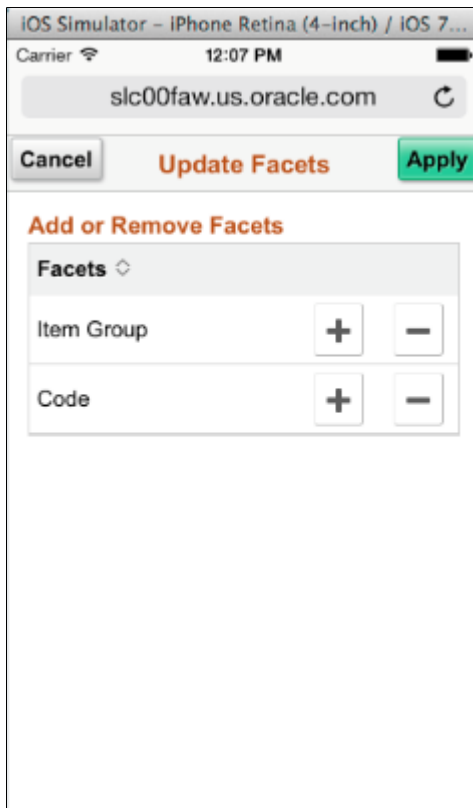 iOS Simulator – iPhone Retina (4-inch) / iOS 7...
Carrier 12:07 PM
slc00faw.us.oracle.com
Cancel Update Facets Apply
Add or Remove Facets
Facets
Item Group + −
Code + −